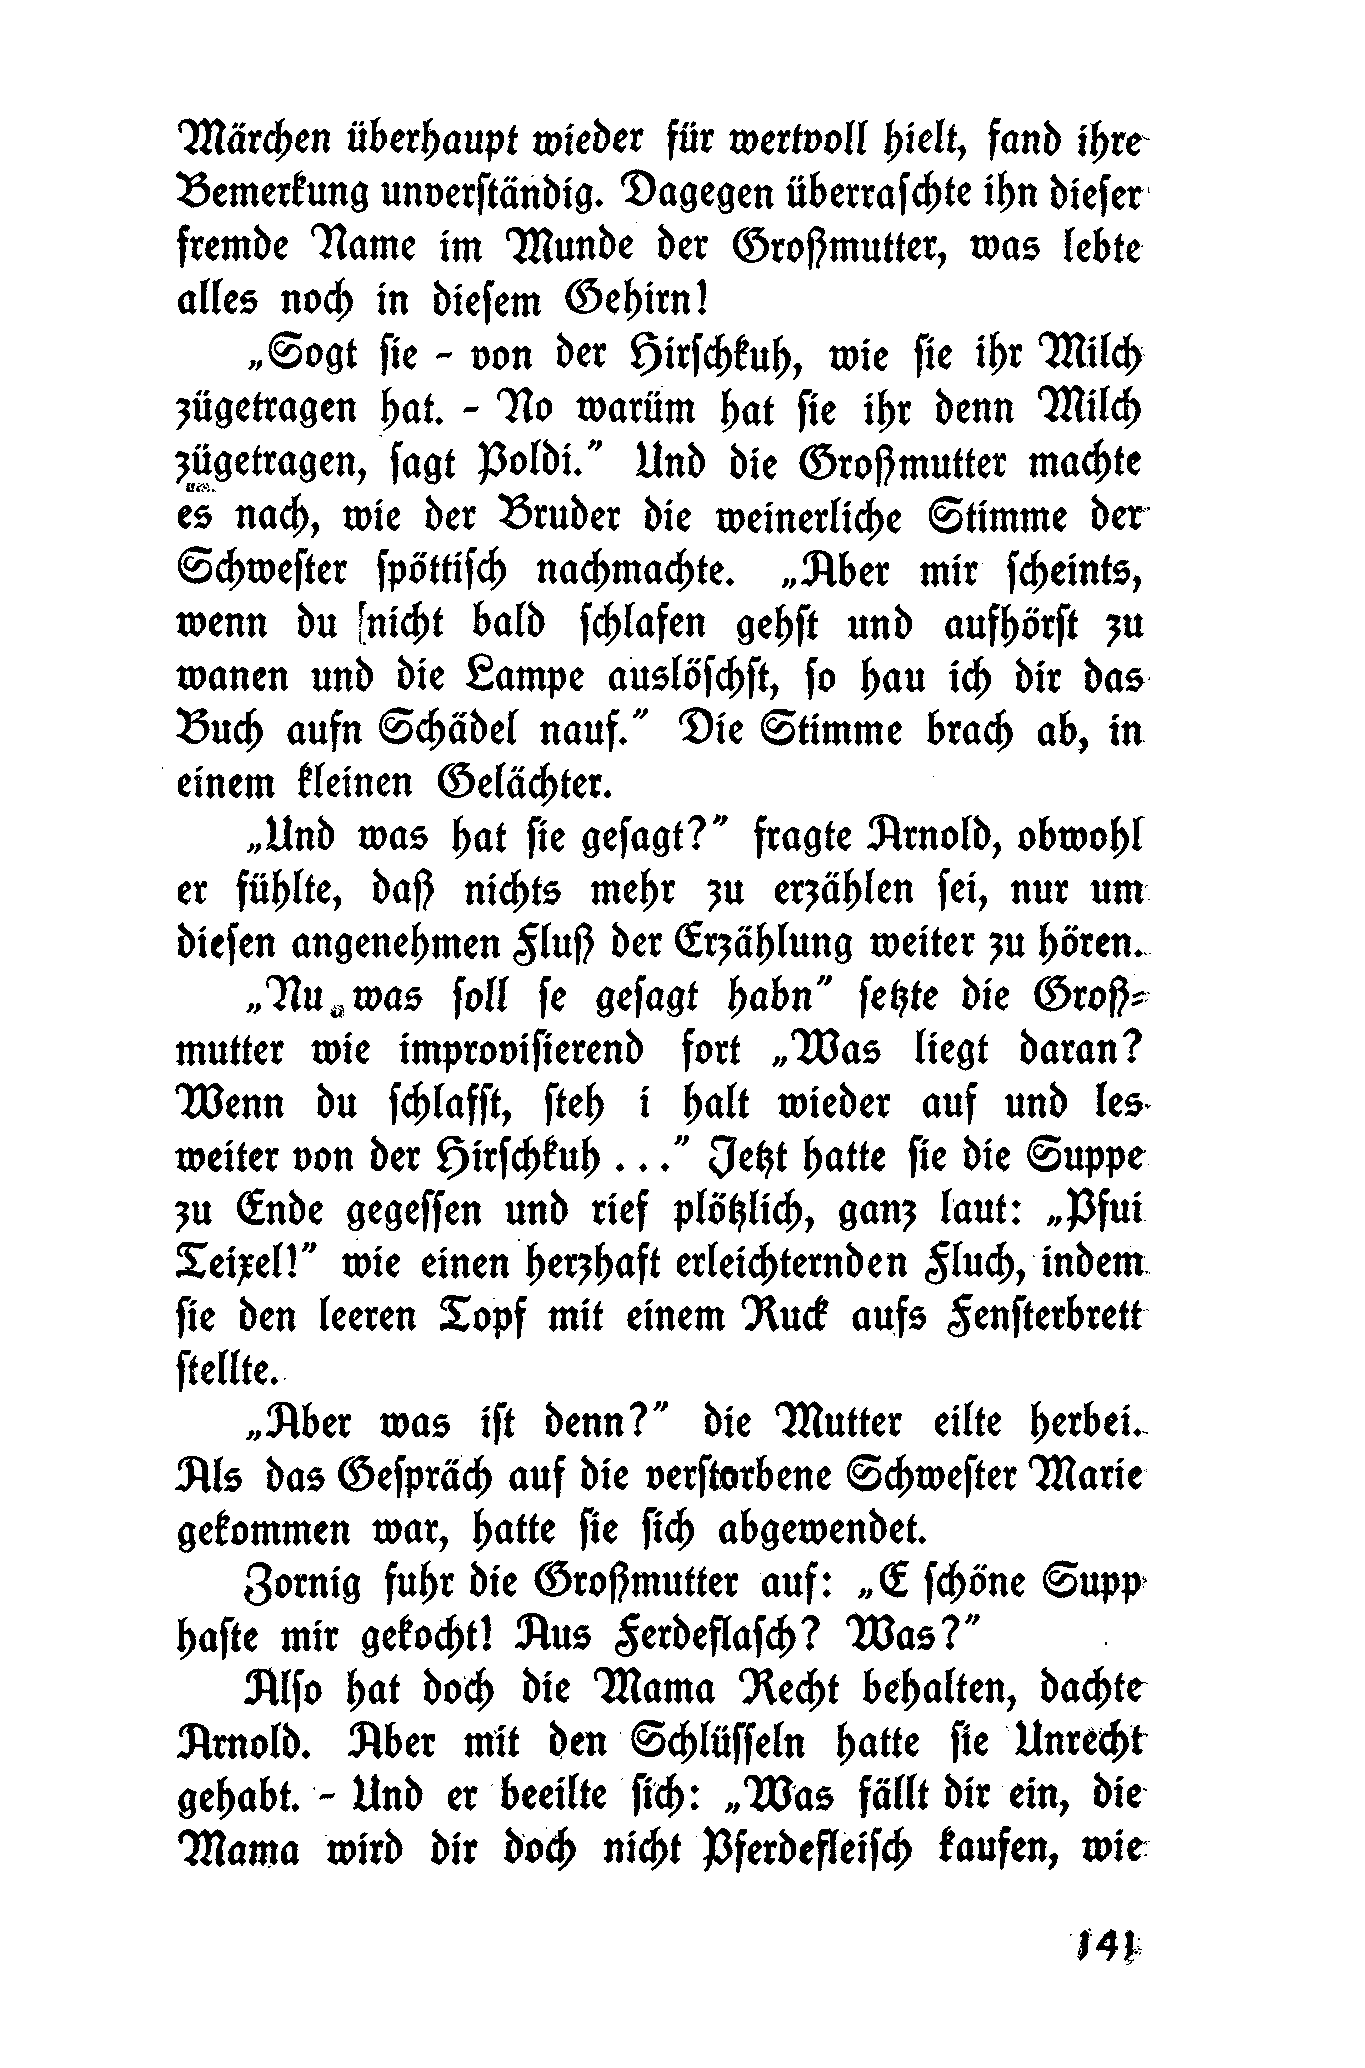 Märchen überhaupt wieder für wertvoll hielt, fand ihre
Bemerkung unverständig. Dagegen überraschte ihn dieser
fremde Name im Munde der Großmutter, was lebte
alles noch in diesem Gehirn!
„Sogt sie - von der Hirschkuh, wie sie ihr Milch
zügetragen hat. - No warüm hat sie ihr denn Milch
zügetragen, sagt Poldi.“ Und die Großmutter machte
es nach, wie der Bruder die weinerliche Stimme der
Schwester spöttisch nachmachte. „Aber mir scheints,
wenn du nicht bald schlafen gehst und aufhörst zu
wanen und die Lampe auslöschst, so hau ich dir das
Buch aufn Schädel nauf.“ Die Stimme brach ab, in
einem kleinen Gelächter.
„Und was hat sie gesagt?“ fragte Arnold, obwohl
er fühlte, daß nichts mehr zu erzählen sei, nur um
diesen angenehmen Fluß der Erzählung weiter zu hören.
„Nu was soll se gesagt habn“ setzte die Groß-
mutter wie improvisierend fort „Was liegt daran?
Wenn du schlafst, steh i halt wieder auf und les
weiter von der Hirschkuh . . .“ Jetzt hatte sie die Suppe
zu Ende gegessen und rief plötzlich, ganz laut: „Pfui
Teixel!“ wie einen herzhaft erleichternden Fluch, indem
sie den leeren Topf mit einem Ruck aufs Fensterbrett
stellte.
„Aber was ist denn?“ die Mutter eilte herbei.
Als das Gespräch auf die verstorbene Schwester Marie
gekommen war, hatte sie sich abgewendet.
Zornig fuhr die Großmutter auf: „E schöne Supp
haste mir gekocht! Aus Ferdeflasch? Was?“
Also hat doch die Mama Recht behalten, dachte
Arnold. Aber mit den Schlüsseln hatte sie Unrecht
gehabt. - Und er beeilte sich: „Was fällt dir ein, die
Mama wird dir doch nicht Pferdefleisch kaufen, wie
141